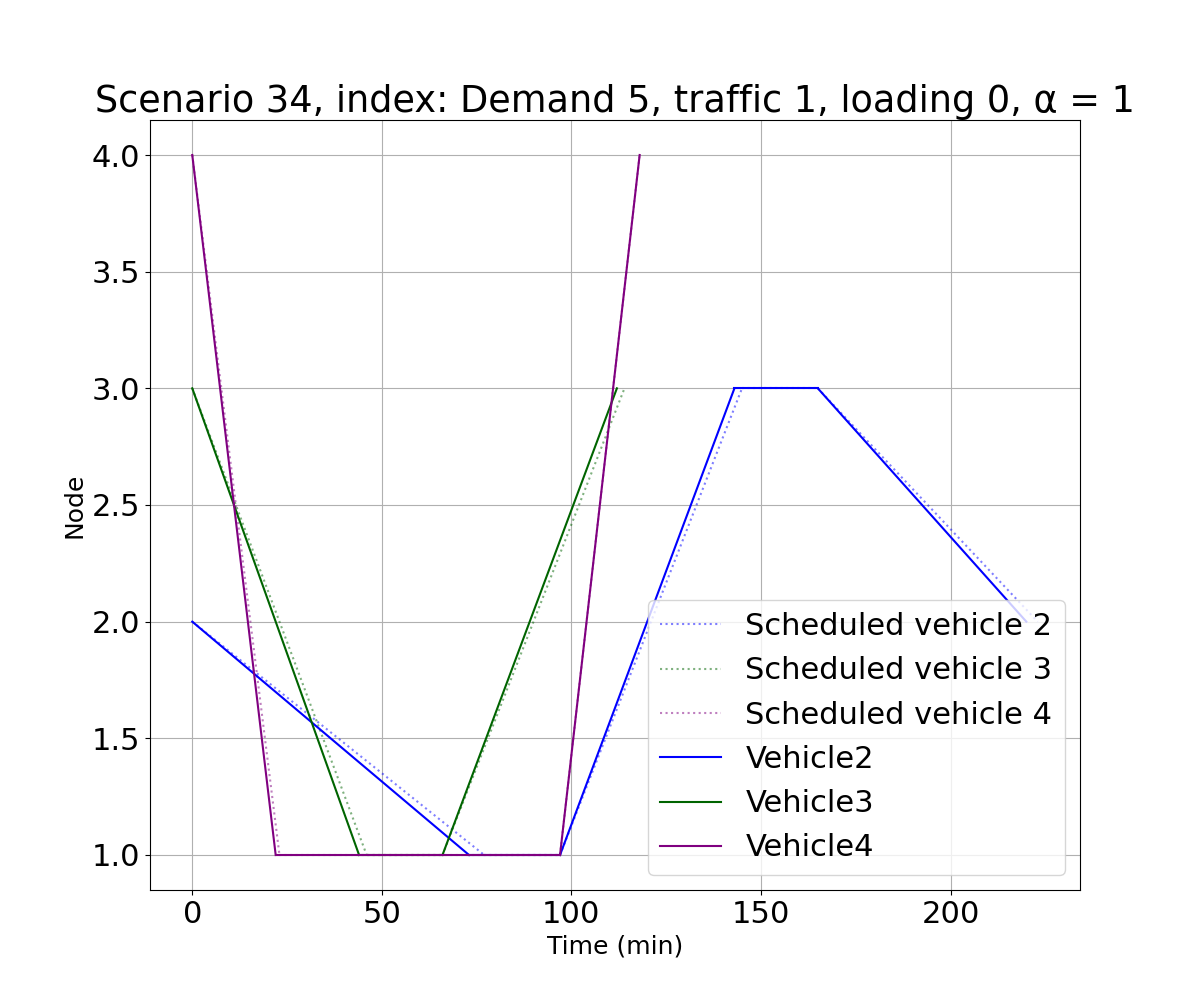 Scenario 34, index: Demand 5, traffic 1, loading 0, α = 1
4.0
3.5
3.0
2.5
2.0
1.5
1.0
Node
Scheduled vehicle 2
Scheduled vehicle 3
Scheduled vehicle 4
Vehicle2
Vehicle3
Vehicle4
0 50 100 150 200
Time (min)